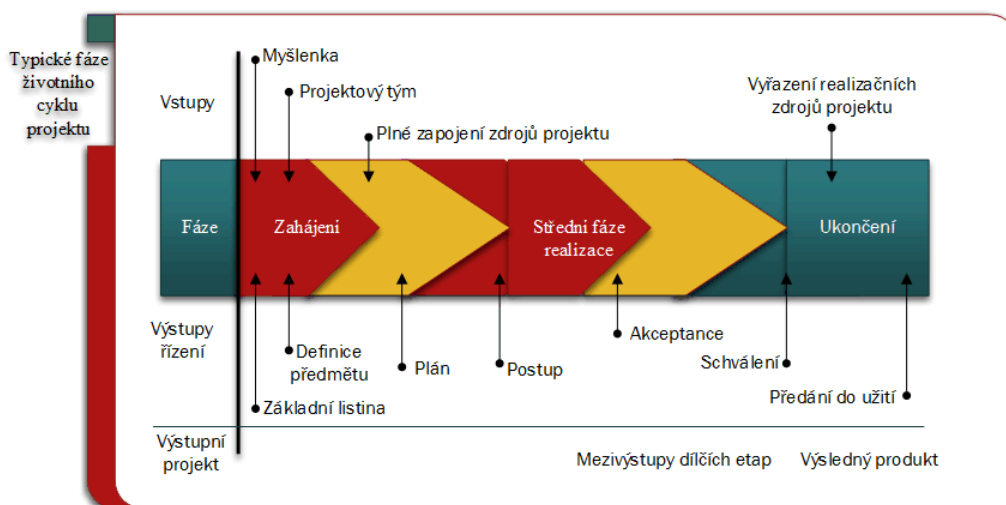 Typické fáze
životního
cyklu
projektu
Myšlenka
Vstupy
Projektový tým
Plné zapojení zdrojů projektu
Vyřazení realizačních
zdrojů projektu
Fáze
Zahájeni
Střední fáze
realizace
Ukončení
Výstupy
řízení
Definice
předmětu
Základní listina
Plán
Postup
Akceptance
Schválení
Předání do užití
Výstupní
projekt
Mezivýstupy dílčích etap
Výsledný produkt